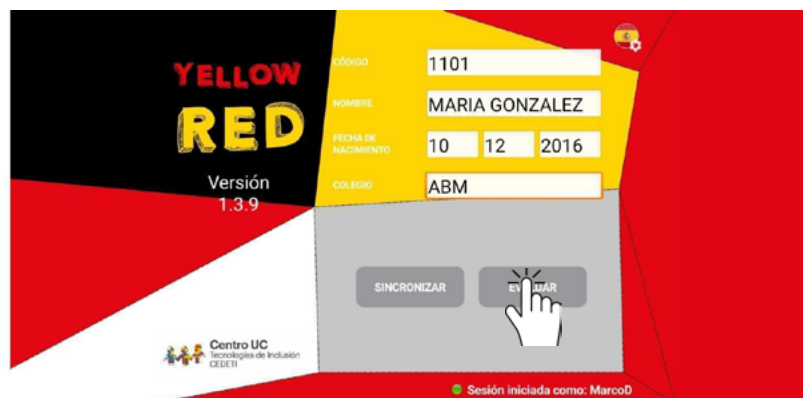 YELLOW
RED
Versión
1.3.9
CÓDIGO
1101
NOMBRE
MARIA GONZALEZ
FECHA DE
NACIMIENTO
10 12 2016
COLEGIO
ABM
SINCRONIZAR
EVALUAR
Centro UC
Tecnologías de Inclusión
CEDETI
Sesión iniciada como: MarcoD